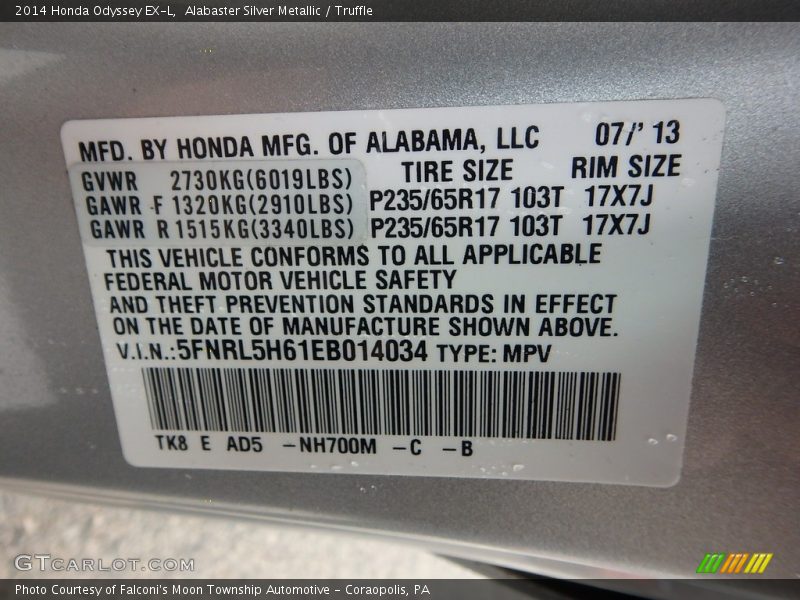 2014 Honda Odyssey EX-L,  Alabaster Silver Metallic / Truffle
MFD. BY HONDA MFG. OF ALABAMA, LLC 07/' 13
TIRE SIZE RIM SIZE
GVWR 2730KG(6019LBS)
GAWR F 1320KG(2910LBS) P235/65R17 103T 17X7J
GAWR R 1515KG(3340LBS) P235/65R17 103T 17X7J
THIS VEHICLE CONFORMS TO ALL APPLICABLE
FEDERAL MOTOR VEHICLE SAFETY
AND THEFT PREVENTION STANDARDS IN EFFECT
ON THE DATE OF MANUFACTURE SHOWN ABOVE.
V.I.N.:5FNRL5H61EB014034 TYPE: MPV
TK8 E AD5 -NH700M -C -B
GTCARLOT.COM
Photo Courtesy of Falconi's Moon Township Automotive - Coraopolis, PA